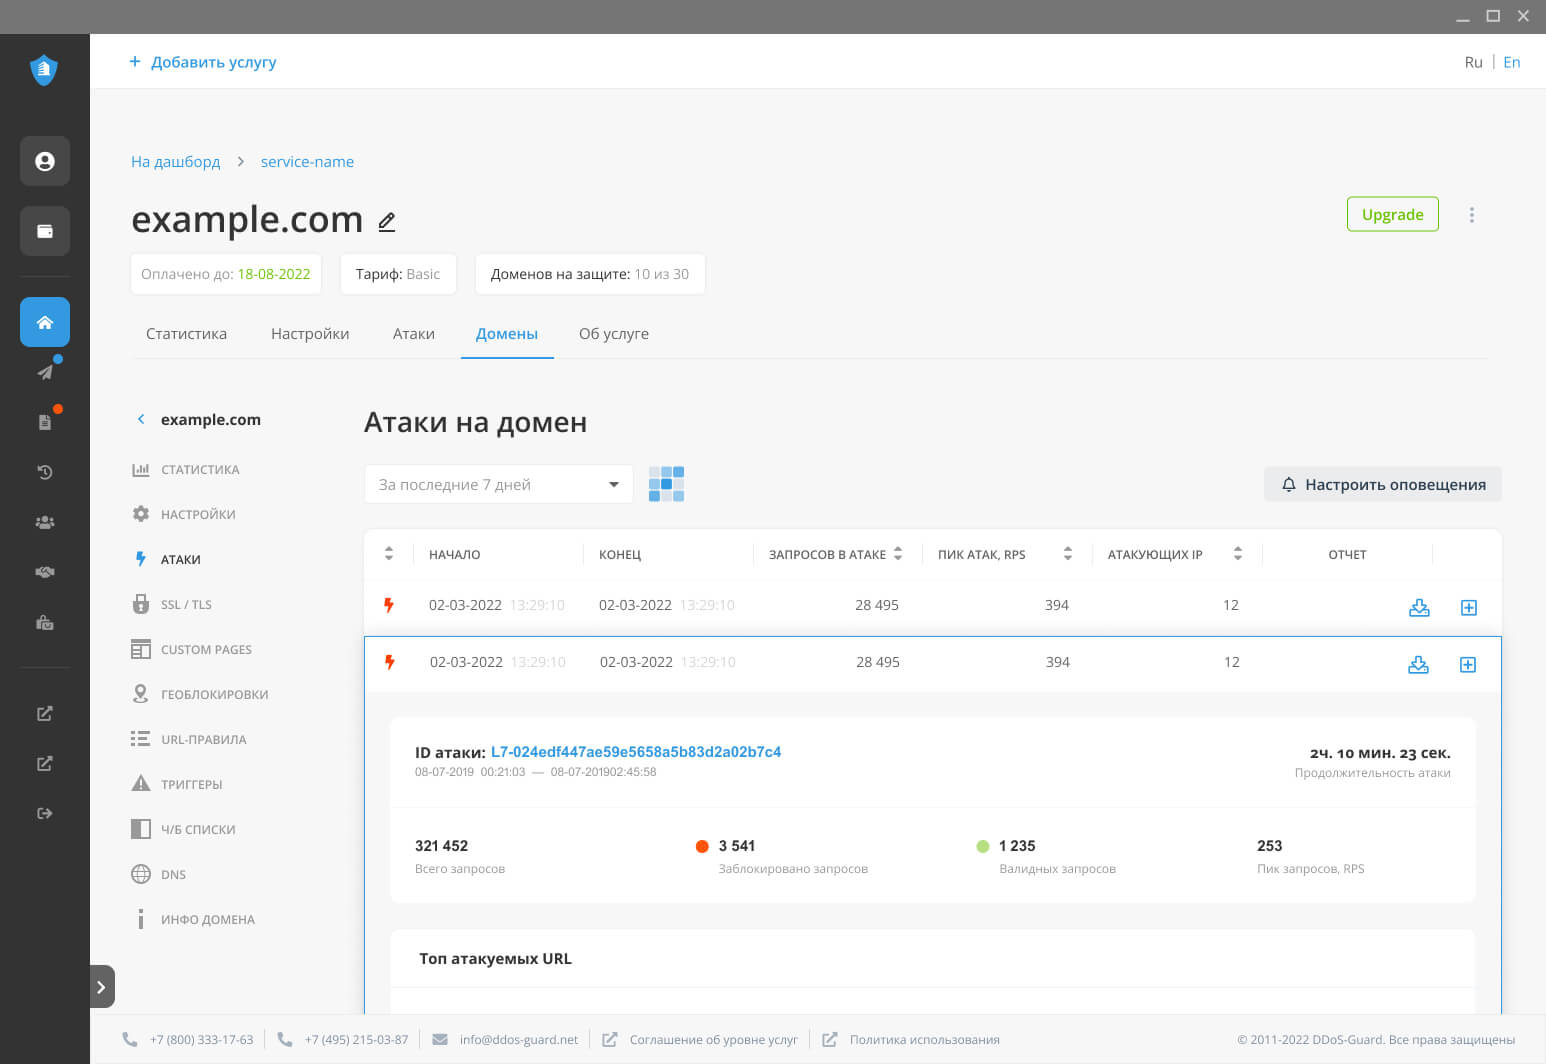 + Добавить услугу
Ru | En
На дашборд > service-name
example.com
Upgrade
Оплачено до: 18-08-2022
Тариф: Basic
Доменов на защите: 10 из 30
Статистика Настройки Атаки Домены Об услуге
example.com
СТАТИСТИКА
НАСТРОЙКИ
АТАКИ
SSL / TLS
CUSTOM PAGES
ГЕОБЛОКИРОВКИ
URL-ПРАВИЛА
ТРИГГЕРЫ
Ч/Б СПИСКИ
DNS
ИНФО ДОМЕНА
Атаки на домен
За последние 7 дней
Настроить оповещения
НАЧАЛО КОНЕЦ ЗАПРОСОВ В АТАКЕ ПИК АТАК, RPS АТАКУЮЩИХ IP ОТЧЕТ
02-03-2022 13:29:10 02-03-2022 13:29:10 28 495 394 12
02-03-2022 13:29:10 02-03-2022 13:29:10 28 495 394 12
ID атаки: L7-024edf447ae59e5658a5b83d2a02b7c4
08-07-2019 00:21:03 — 08-07-201902:45:58
2ч. 10 мин. 23 сек.
Продолжительность атаки
321 452 3 541 1 235 253
Всего запросов Заблокировано запросов Валидных запросов Пик запросов, RPS
Топ атакуемых URL
+7 (800) 333-17-63 +7 (495) 215-03-87 info@ddos-guard.net Соглашение об уровне услуг Политика использования © 2011-2022 DDoS-Guard. Все права защищены